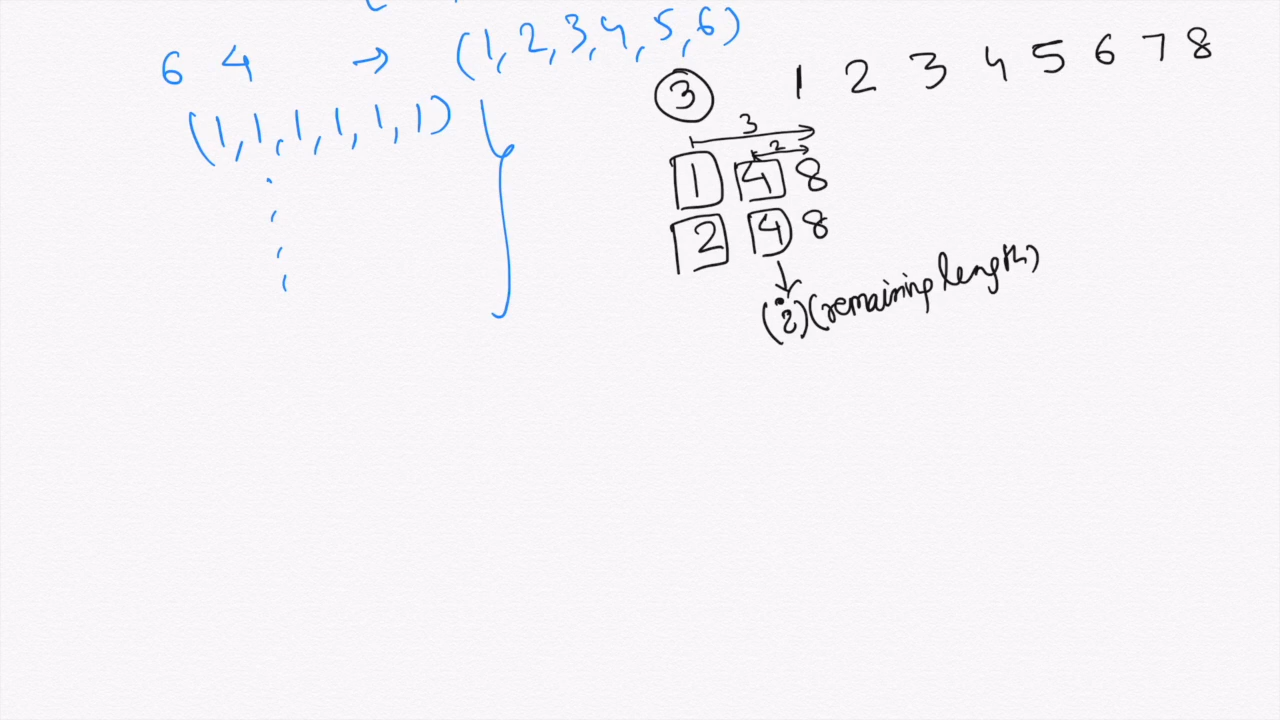 6 4 → (1, 2, 3, 4, 5, 6)
(1, 1, 1, 1, 1, 1)
3 1 2 3 4 5 6 7 8
3
2
1 4 8
2 4 8
(2) (remaining length)